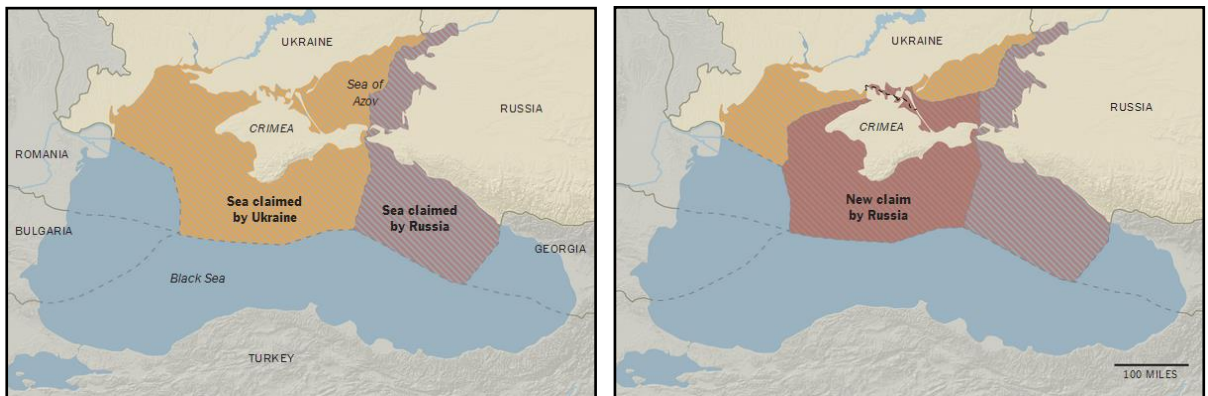 UKRAINE
Sea of
Azov
RUSSIA
CRIMEA
ROMANIA
Sea claimed
by Ukraine
Sea claimed
by Russia
BULGARIA
GEORGIA
Black Sea
TURKEY
UKRAINE
RUSSIA
CRIMEA
New claim
by Russia
100 MILES